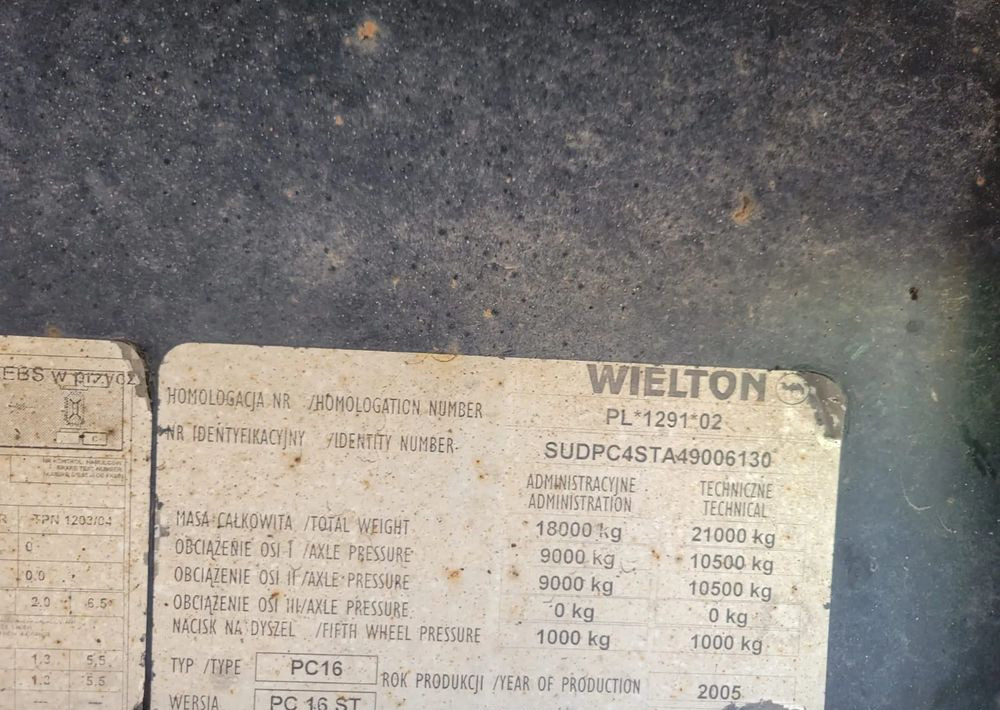 EBS w przycz
TPN 1203/04
0
0.0
2.0 6.5
1.3 5,5
1.3 5.5
WIELTON
HOMOLOGACJA NR /HOMOLOGATION NUMBER PL*1291*02
NR IDENTYFIKACYJNY /IDENTITY NUMBER SUDPC4STA49006130
ADMINISTRACYJNE TECHNICZNE
ADMINISTRATION TECHNICAL
MASA CAŁKOWITA /TOTAL WEIGHT 18000 kg 21000 kg
OBCIĄŻENIE OSI I /AXLE PRESSURE 9000 kg 10500 kg
OBCIĄŻENIE OSI II/AXLE PRESSURE 9000 kg 10500 kg
OBCIĄŻENIE OSI III/AXLE PRESSURE 0 kg 0 kg
NACISK NA DYSZEL /FIFTH WHEEL PRESSURE 1000 kg 1000 kg
TYP /TYPE PC16 ROK PRODUKCJI /YEAR OF PRODUCTION 2005
WERSJA PC 16 ST